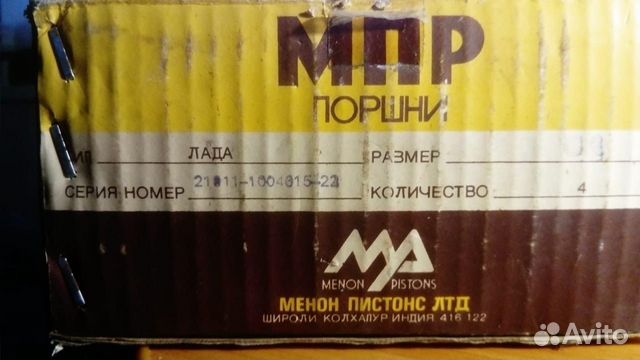 МПР
ПОРШНИ
ЛАДА РАЗМЕР
СЕРИЯ НОМЕР 21011-1004015-22 КОЛИЧЕСТВО 4
MENON PISTONS
МЕНОН ПИСТОНС ЛТД
ШИРОЛИ КОЛХАПУР ИНДИЯ 416 122
Avito